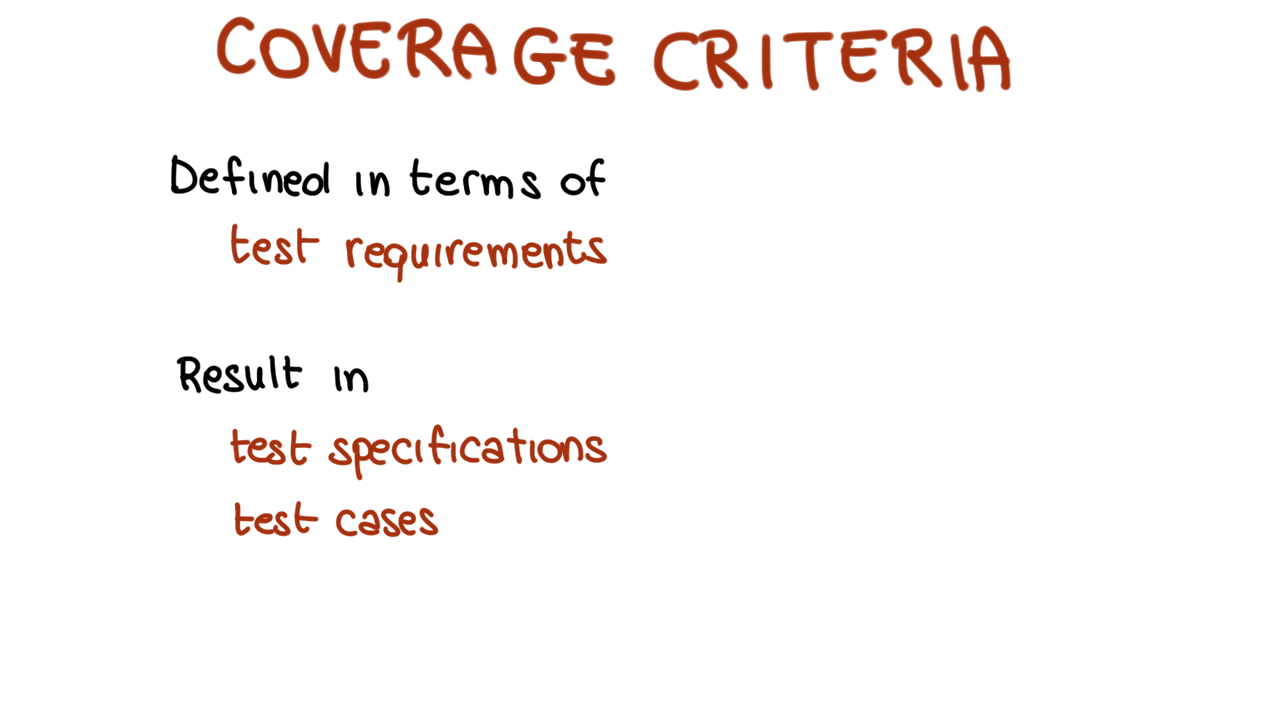 COVERAGE CRITERIA
Defined in terms of
test requirements
Result in
test specifications
test cases